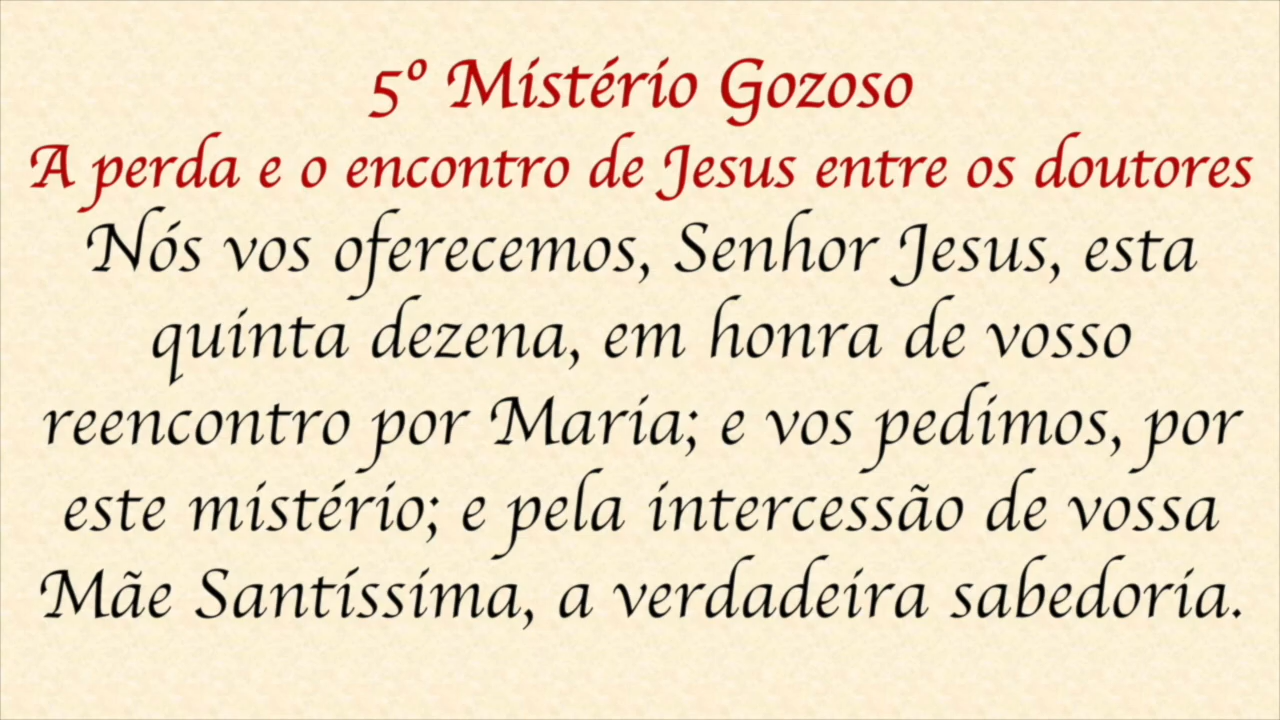 5º Mistério Gozoso
A perda e o encontro de Jesus entre os doutores
Nós vos oferecemos, Senhor Jesus, esta
quinta dezena, em honra de vosso
reencontro por Maria; e vos pedimos, por
este mistério; e pela intercessão de vossa
Mãe Santíssima, a verdadeira sabedoria.